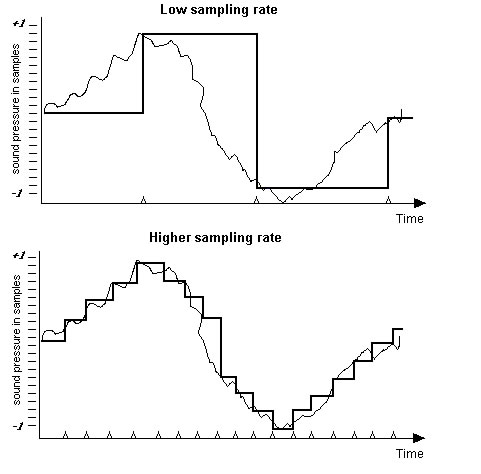 Low sampling rate
+1
sound pressure in samples
-1
Time
Higher sampling rate
+1
sound pressure in samples
-1
Time